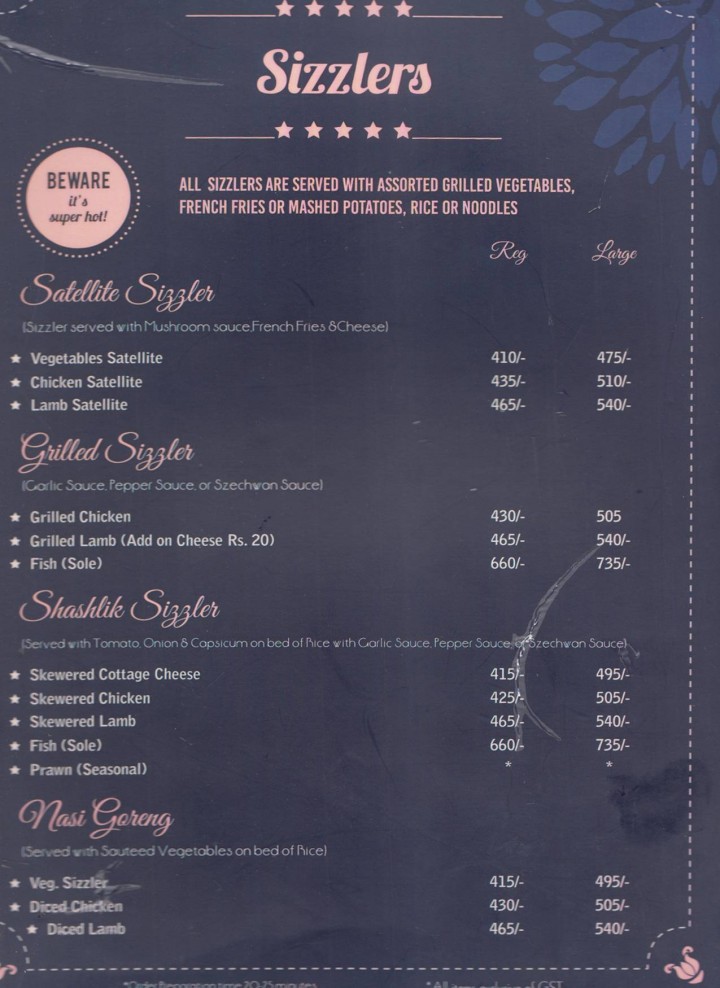 Sizzlers
BEWARE
it's
super hot!
ALL SIZZLERS ARE SERVED WITH ASSORTED GRILLED VEGETABLES,
FRENCH FRIES OR MASHED POTATOES, RICE OR NOODLES
Reg Large
Satellite Sizzler
(Sizzler served with Mushroom sauce,French Fries &Cheese)
★ Vegetables Satellite 410/- 475/-
★ Chicken Satellite 435/- 510/-
★ Lamb Satellite 465/- 540/-
Grilled Sizzler
(Garlic Sauce, Pepper Sauce, or Szechwan Sauce)
★ Grilled Chicken 430/- 505
★ Grilled Lamb (Add on Cheese Rs. 20) 465/- 540/-
★ Fish (Sole) 660/- 735/-
Shashlik Sizzler
(Served with Tomato, Onion & Capsicum on bed of Rice with Garlic Sauce, Pepper Sauce, or Szechwan Sauce)
★ Skewered Cottage Cheese 415/- 495/-
★ Skewered Chicken 425/- 505/-
★ Skewered Lamb 465/- 540/-
★ Fish (Sole) 660/- 735/-
★ Prawn (Seasonal) * *
Nasi Goreng
(Served with Sauteed Vegetables on bed of Rice)
★ Veg. Sizzler 415/- 495/-
★ Diced Chicken 430/- 505/-
★ Diced Lamb 465/- 540/-
*Order Preparation time 20-25 minutes